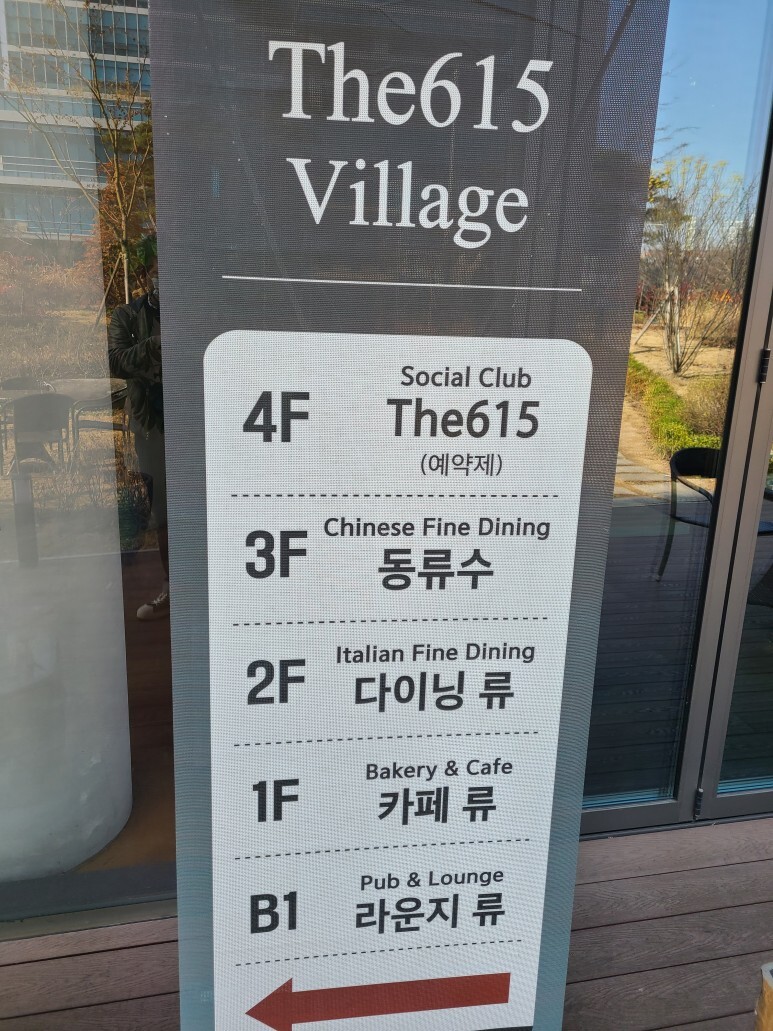 The615
Village
4F
Social Club
The615
(예약제)
3F
Chinese Fine Dining
동류수
2F
Italian Fine Dining
다이닝 류
1F
Bakery & Cafe
카페 류
B1
Pub & Lounge
라운지 류